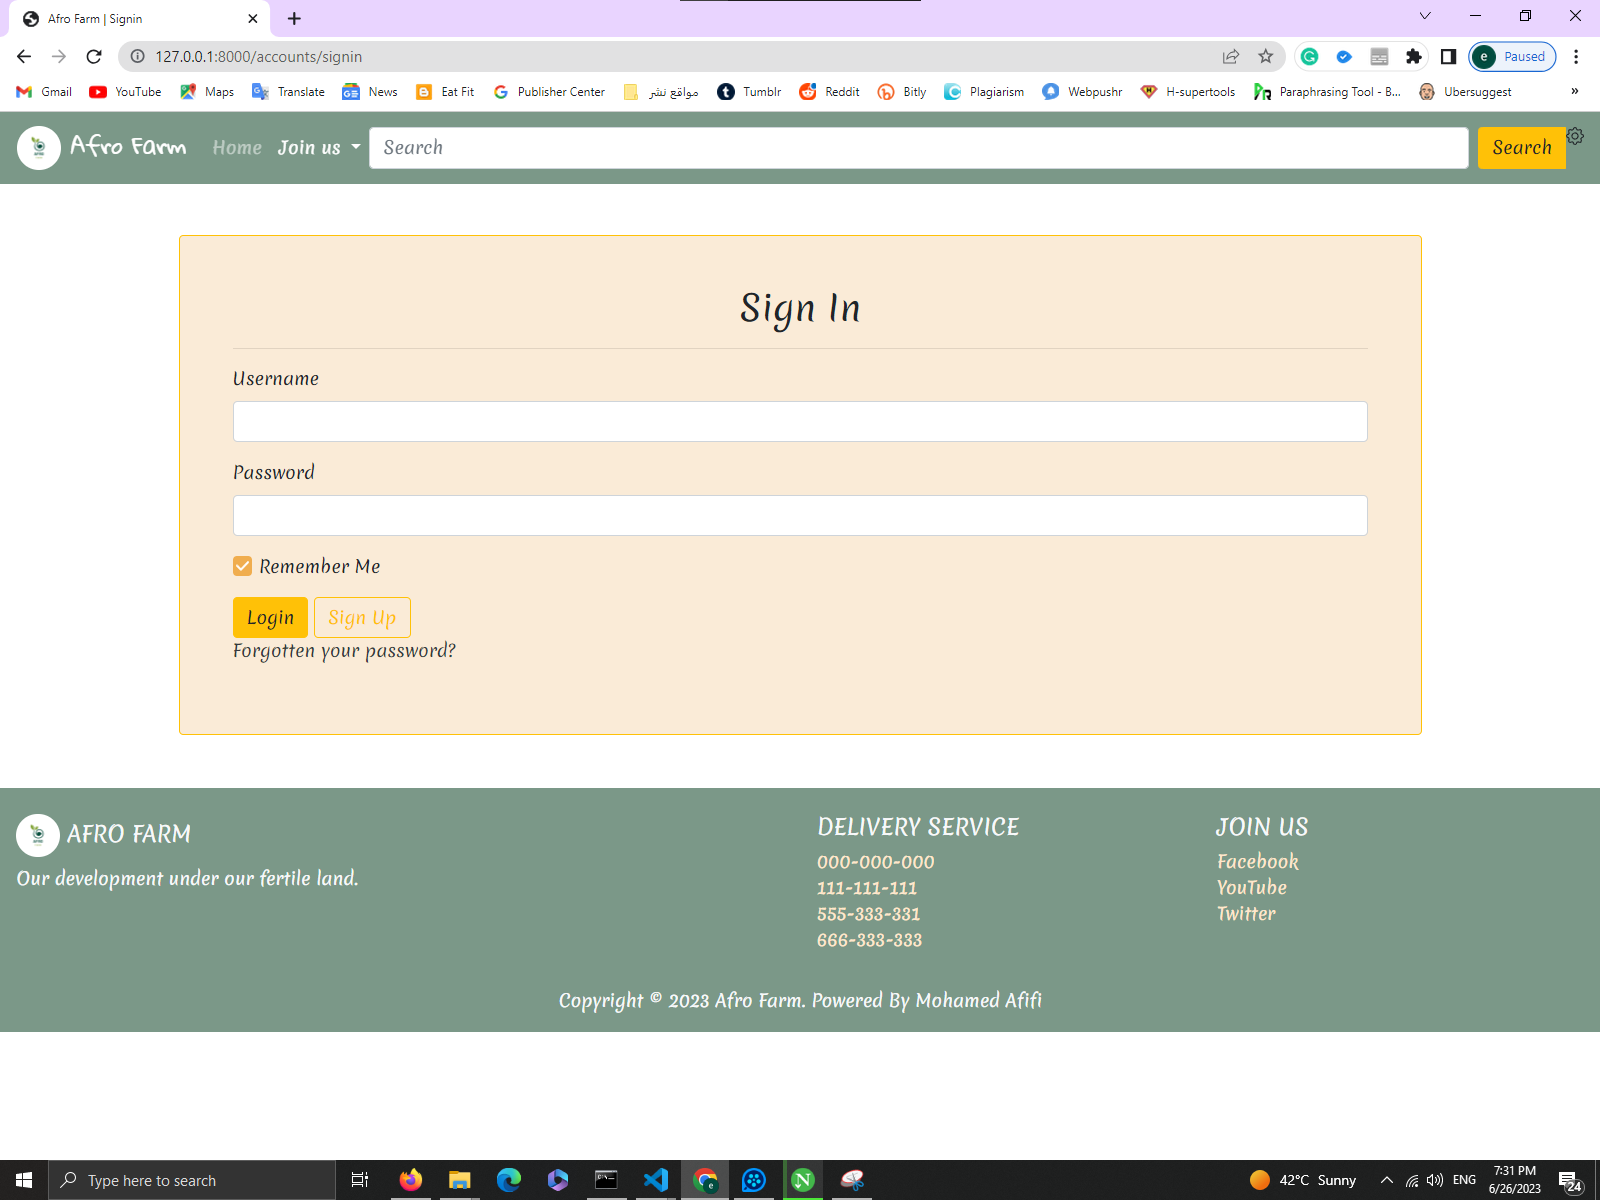 Afro Farm | Signin
127.0.0.1:8000/accounts/signin
Paused
Gmail YouTube Maps Translate News Eat Fit Publisher Center مواقع نشر Tumblr Reddit Bitly Plagiarism Webpushr H-supertools Paraphrasing Tool - B... Ubersuggest »
Afro Farm Home Join us Search Search
Sign In
Username
Password
Remember Me
Login Sign Up
Forgotten your password?
AFRO FARM
Our development under our fertile land.
DELIVERY SERVICE
000-000-000
111-111-111
555-333-331
666-333-333
JOIN US
Facebook
YouTube
Twitter
Copyright © 2023 Afro Farm. Powered By Mohamed Afifi
Type here to search
42°C Sunny
ENG
7:31 PM
6/26/2023
24